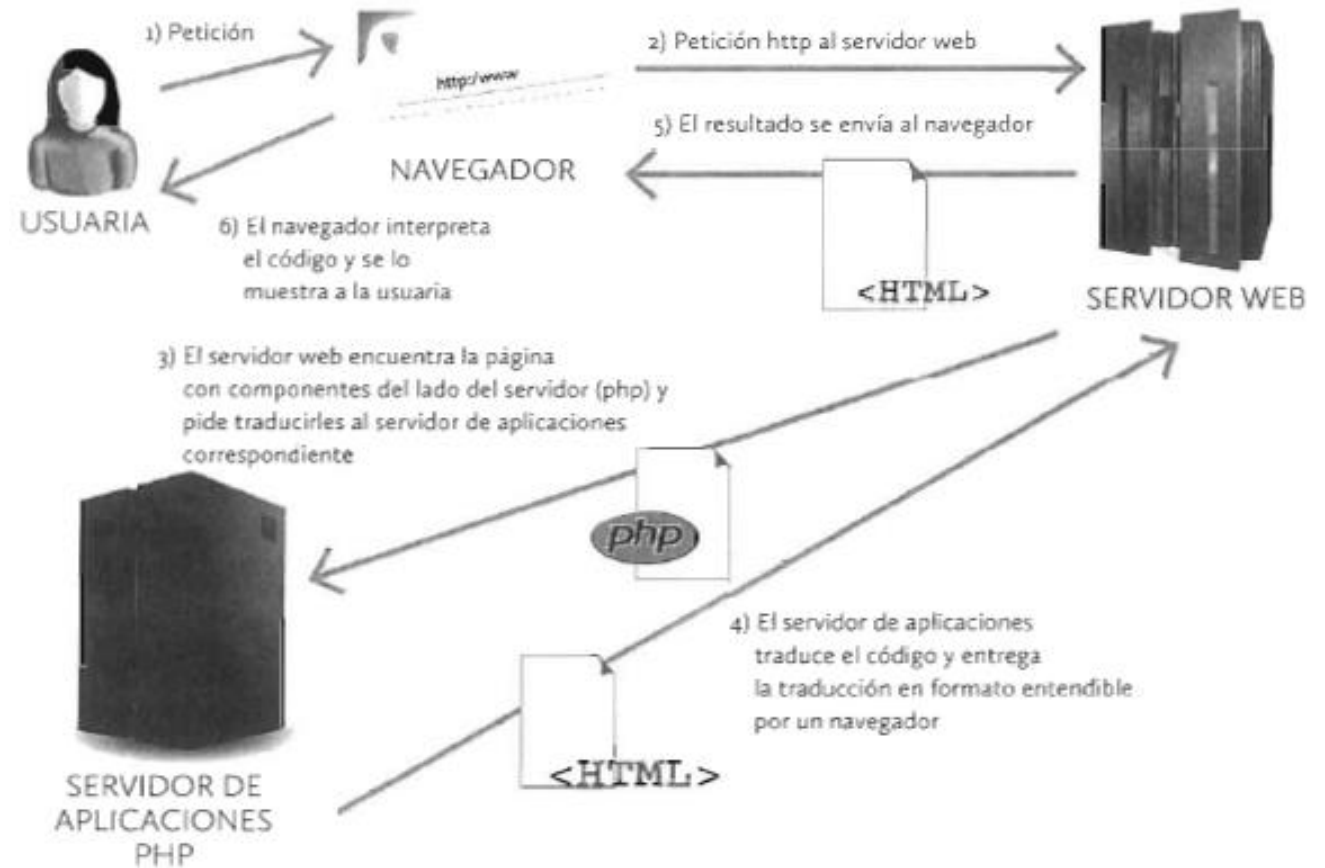 1) Petición
http://www
2) Petición http al servidor web
5) El resultado se envía al navegador
NAVEGADOR
USUARIA
6) El navegador interpreta
el código y se lo
muestra a la usuaria
<HTML>
SERVIDOR WEB
3) El servidor web encuentra la página
con componentes del lado del servidor (php) y
pide traducirles al servidor de aplicaciones
correspondiente
php
4) El servidor de aplicaciones
traduce el código y entrega
la traducción en formato entendible
por un navegador
<HTML>
SERVIDOR DE
APLICACIONES
PHP